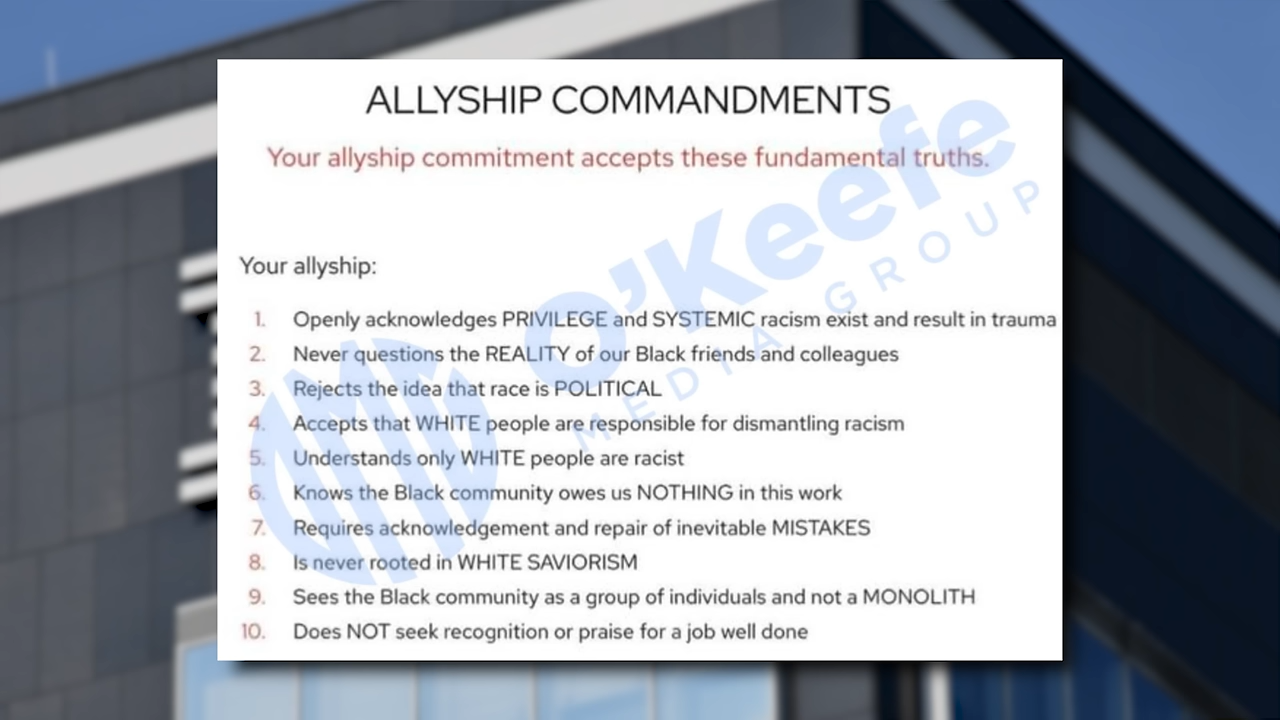 ALLYSHIP COMMANDMENTS
Your allyship commitment accepts these fundamental truths.
Your allyship:
1. Openly acknowledges PRIVILEGE and SYSTEMIC racism exist and result in trauma
2. Never questions the REALITY of our Black friends and colleagues
3. Rejects the idea that race is POLITICAL
4. Accepts that WHITE people are responsible for dismantling racism
5. Understands only WHITE people are racist
6. Knows the Black community owes us NOTHING in this work
7. Requires acknowledgement and repair of inevitable MISTAKES
8. Is never rooted in WHITE SAVIORISM
9. Sees the Black community as a group of individuals and not a MONOLITH
10. Does NOT seek recognition or praise for a job well done
O'Keefe
MEDIA GROUP